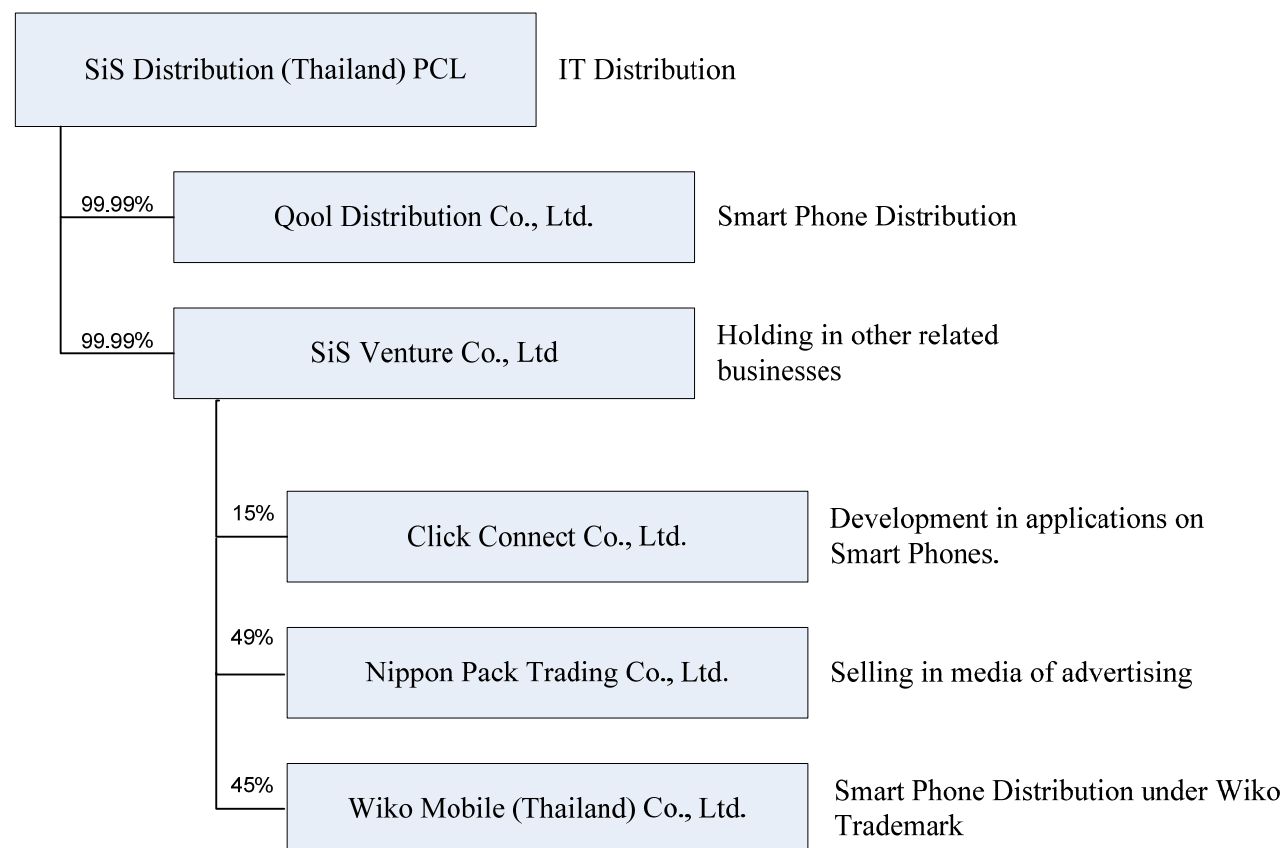 SiS Distribution (Thailand) PCL
IT Distribution
99.99%
Qool Distribution Co., Ltd.
Smart Phone Distribution
99.99%
SiS Venture Co., Ltd
Holding in other related
businesses
15%
Click Connect Co., Ltd.
Development in applications on
Smart Phones.
49%
Nippon Pack Trading Co., Ltd.
Selling in media of advertising
45%
Wiko Mobile (Thailand) Co., Ltd.
Smart Phone Distribution under Wiko
Trademark